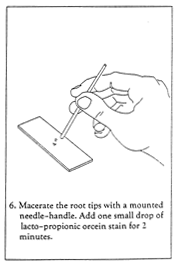 6. Macerate the root tips with a mounted
needle-handle. Add one small drop of
lacto-propionic orcein stain for 2
minutes.